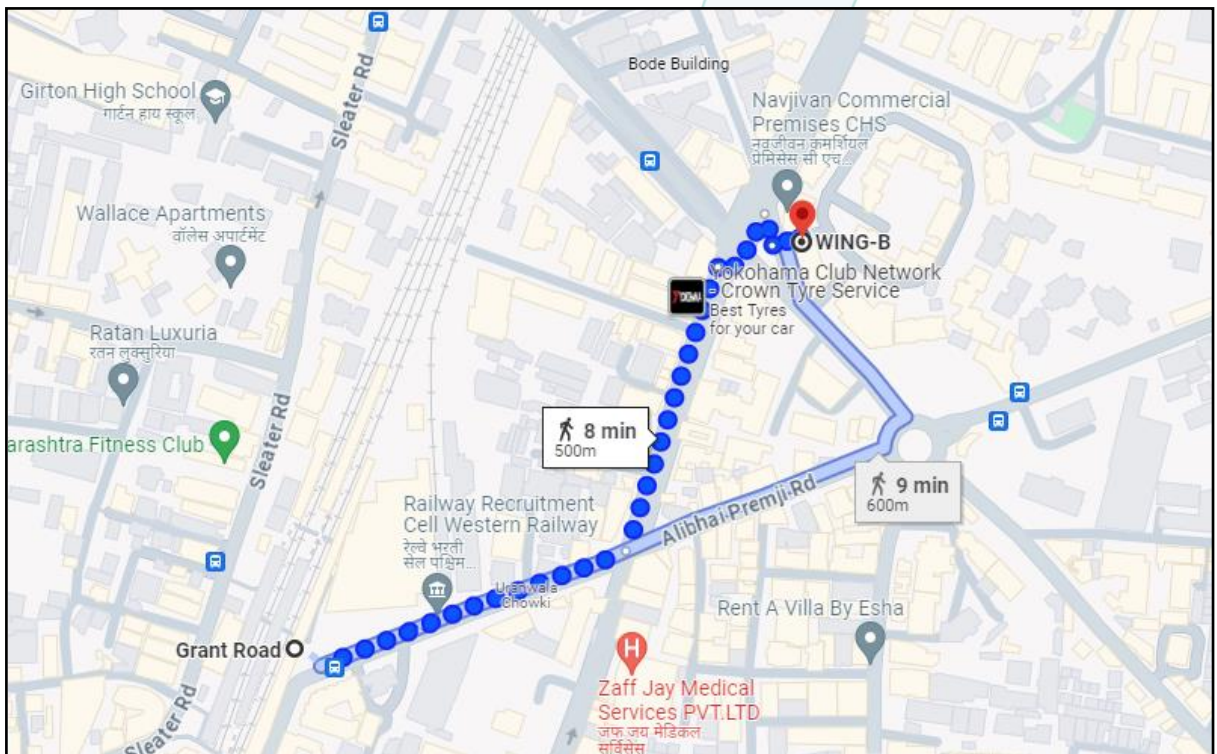 Bode Building
Girton High School
गार्टन हाय स्कूल
Sleater Rd
Navjivan Commercial
Premises CHS
नवजीवन कमर्शियल
प्रेमिसेस सी एच...
Wallace Apartments
वॉलेस अपार्टमेंट
WING-B
Yokohama Club Network
- Crown Tyre Service
Best Tyres
for your car
Ratan Luxuria
रतन लुक्सुरिया
arashtra Fitness Club
Sleater Rd
8 min
500m
9 min
600m
Alibhai Premji Rd
Railway Recruitment
Cell Western Railway
रेल्वे भरती
सेल पश्चिम...
Uranwala
Chowki
Rent A Villa By Esha
Grant Road
H
Zaff Jay Medical
Services PVT.LTD
जफ जय मेडिकल
सर्विसेस
Sleater Rd